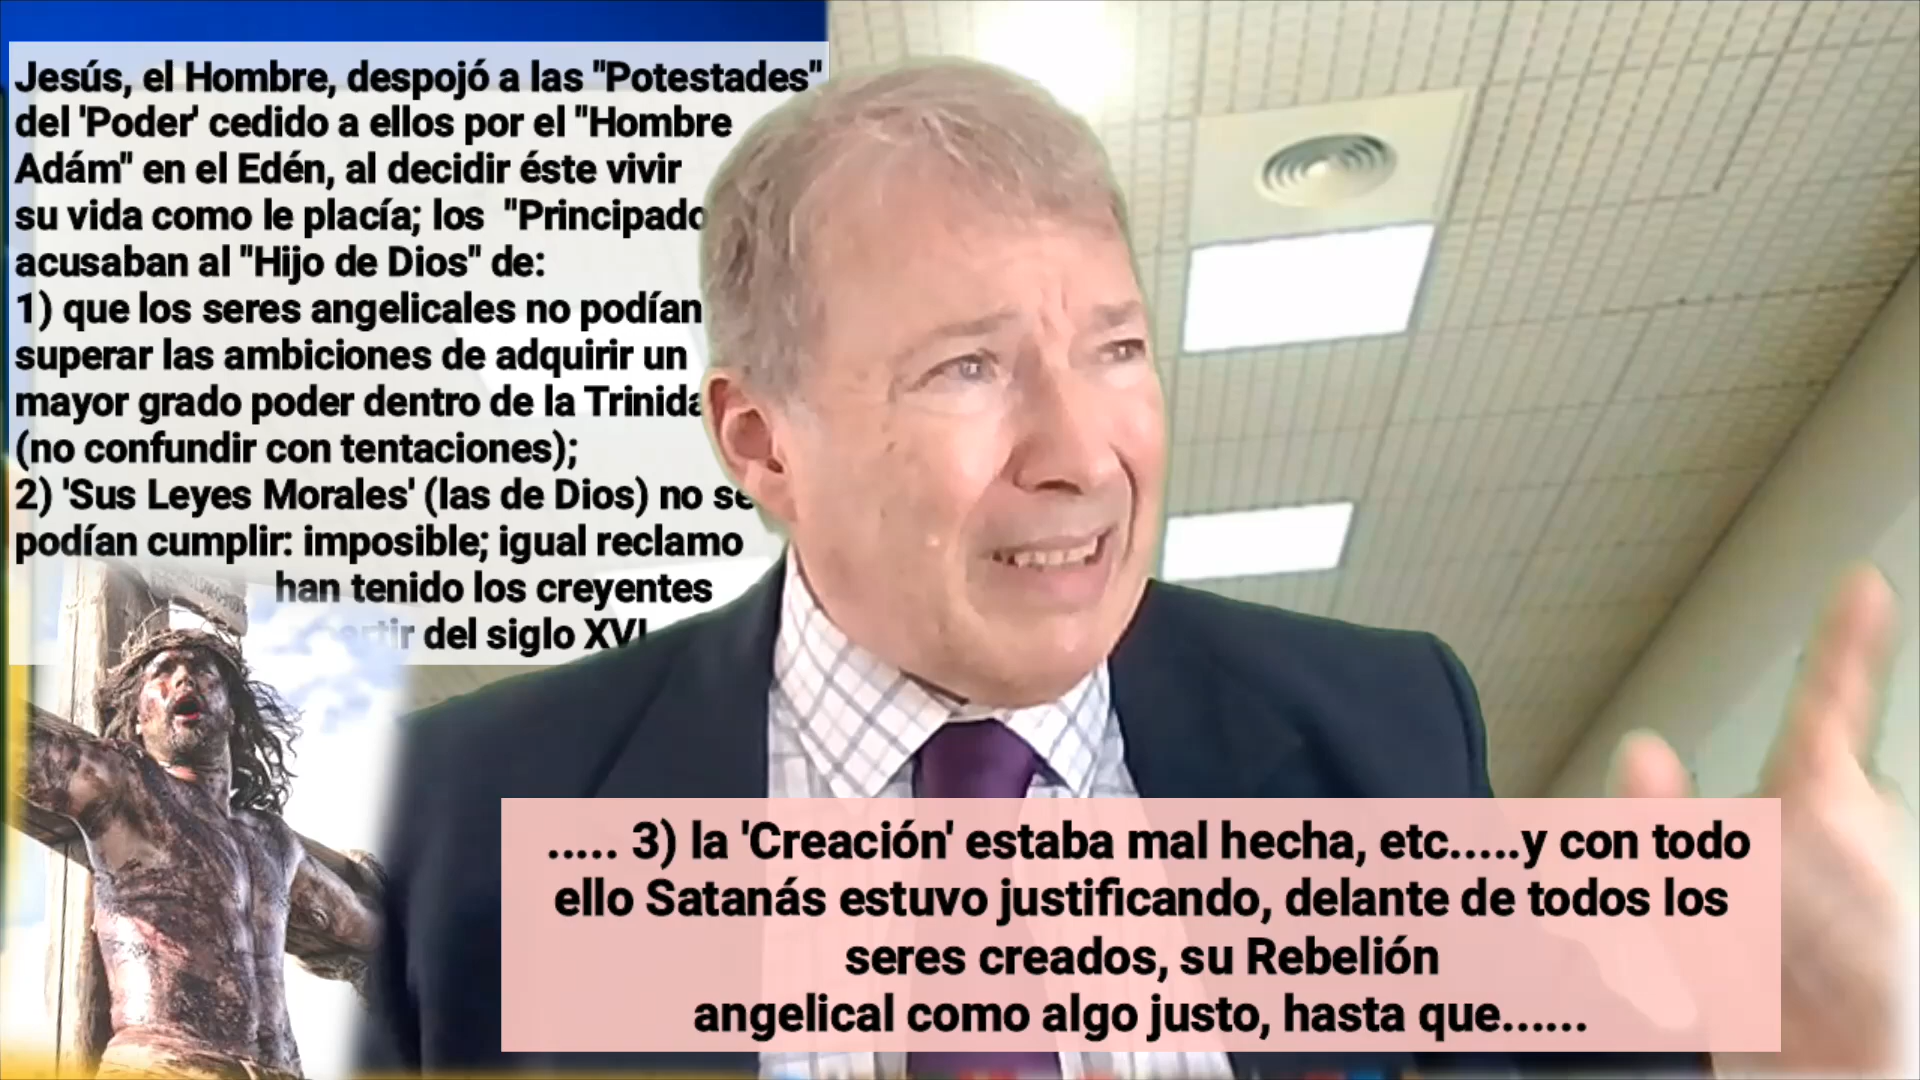 Jesús, el Hombre, despojó a las "Potestades"
del 'Poder' cedido a ellos por el "Hombre
Adám" en el Edén, al decidir éste vivir
su vida como le placía; los "Principado
acusaban al "Hijo de Dios" de:
1) que los seres angelicales no podían
superar las ambiciones de adquirir un
mayor grado poder dentro de la Trinida
(no confundir con tentaciones);
2) 'Sus Leyes Morales' (las de Dios) no se
podían cumplir: imposible; igual reclamo
han tenido los creyentes
del siglo XVI
..... 3) la 'Creación' estaba mal hecha, etc.....y con todo
ello Satanás estuvo justificando, delante de todos los
seres creados, su Rebelión
angelical como algo justo, hasta que......